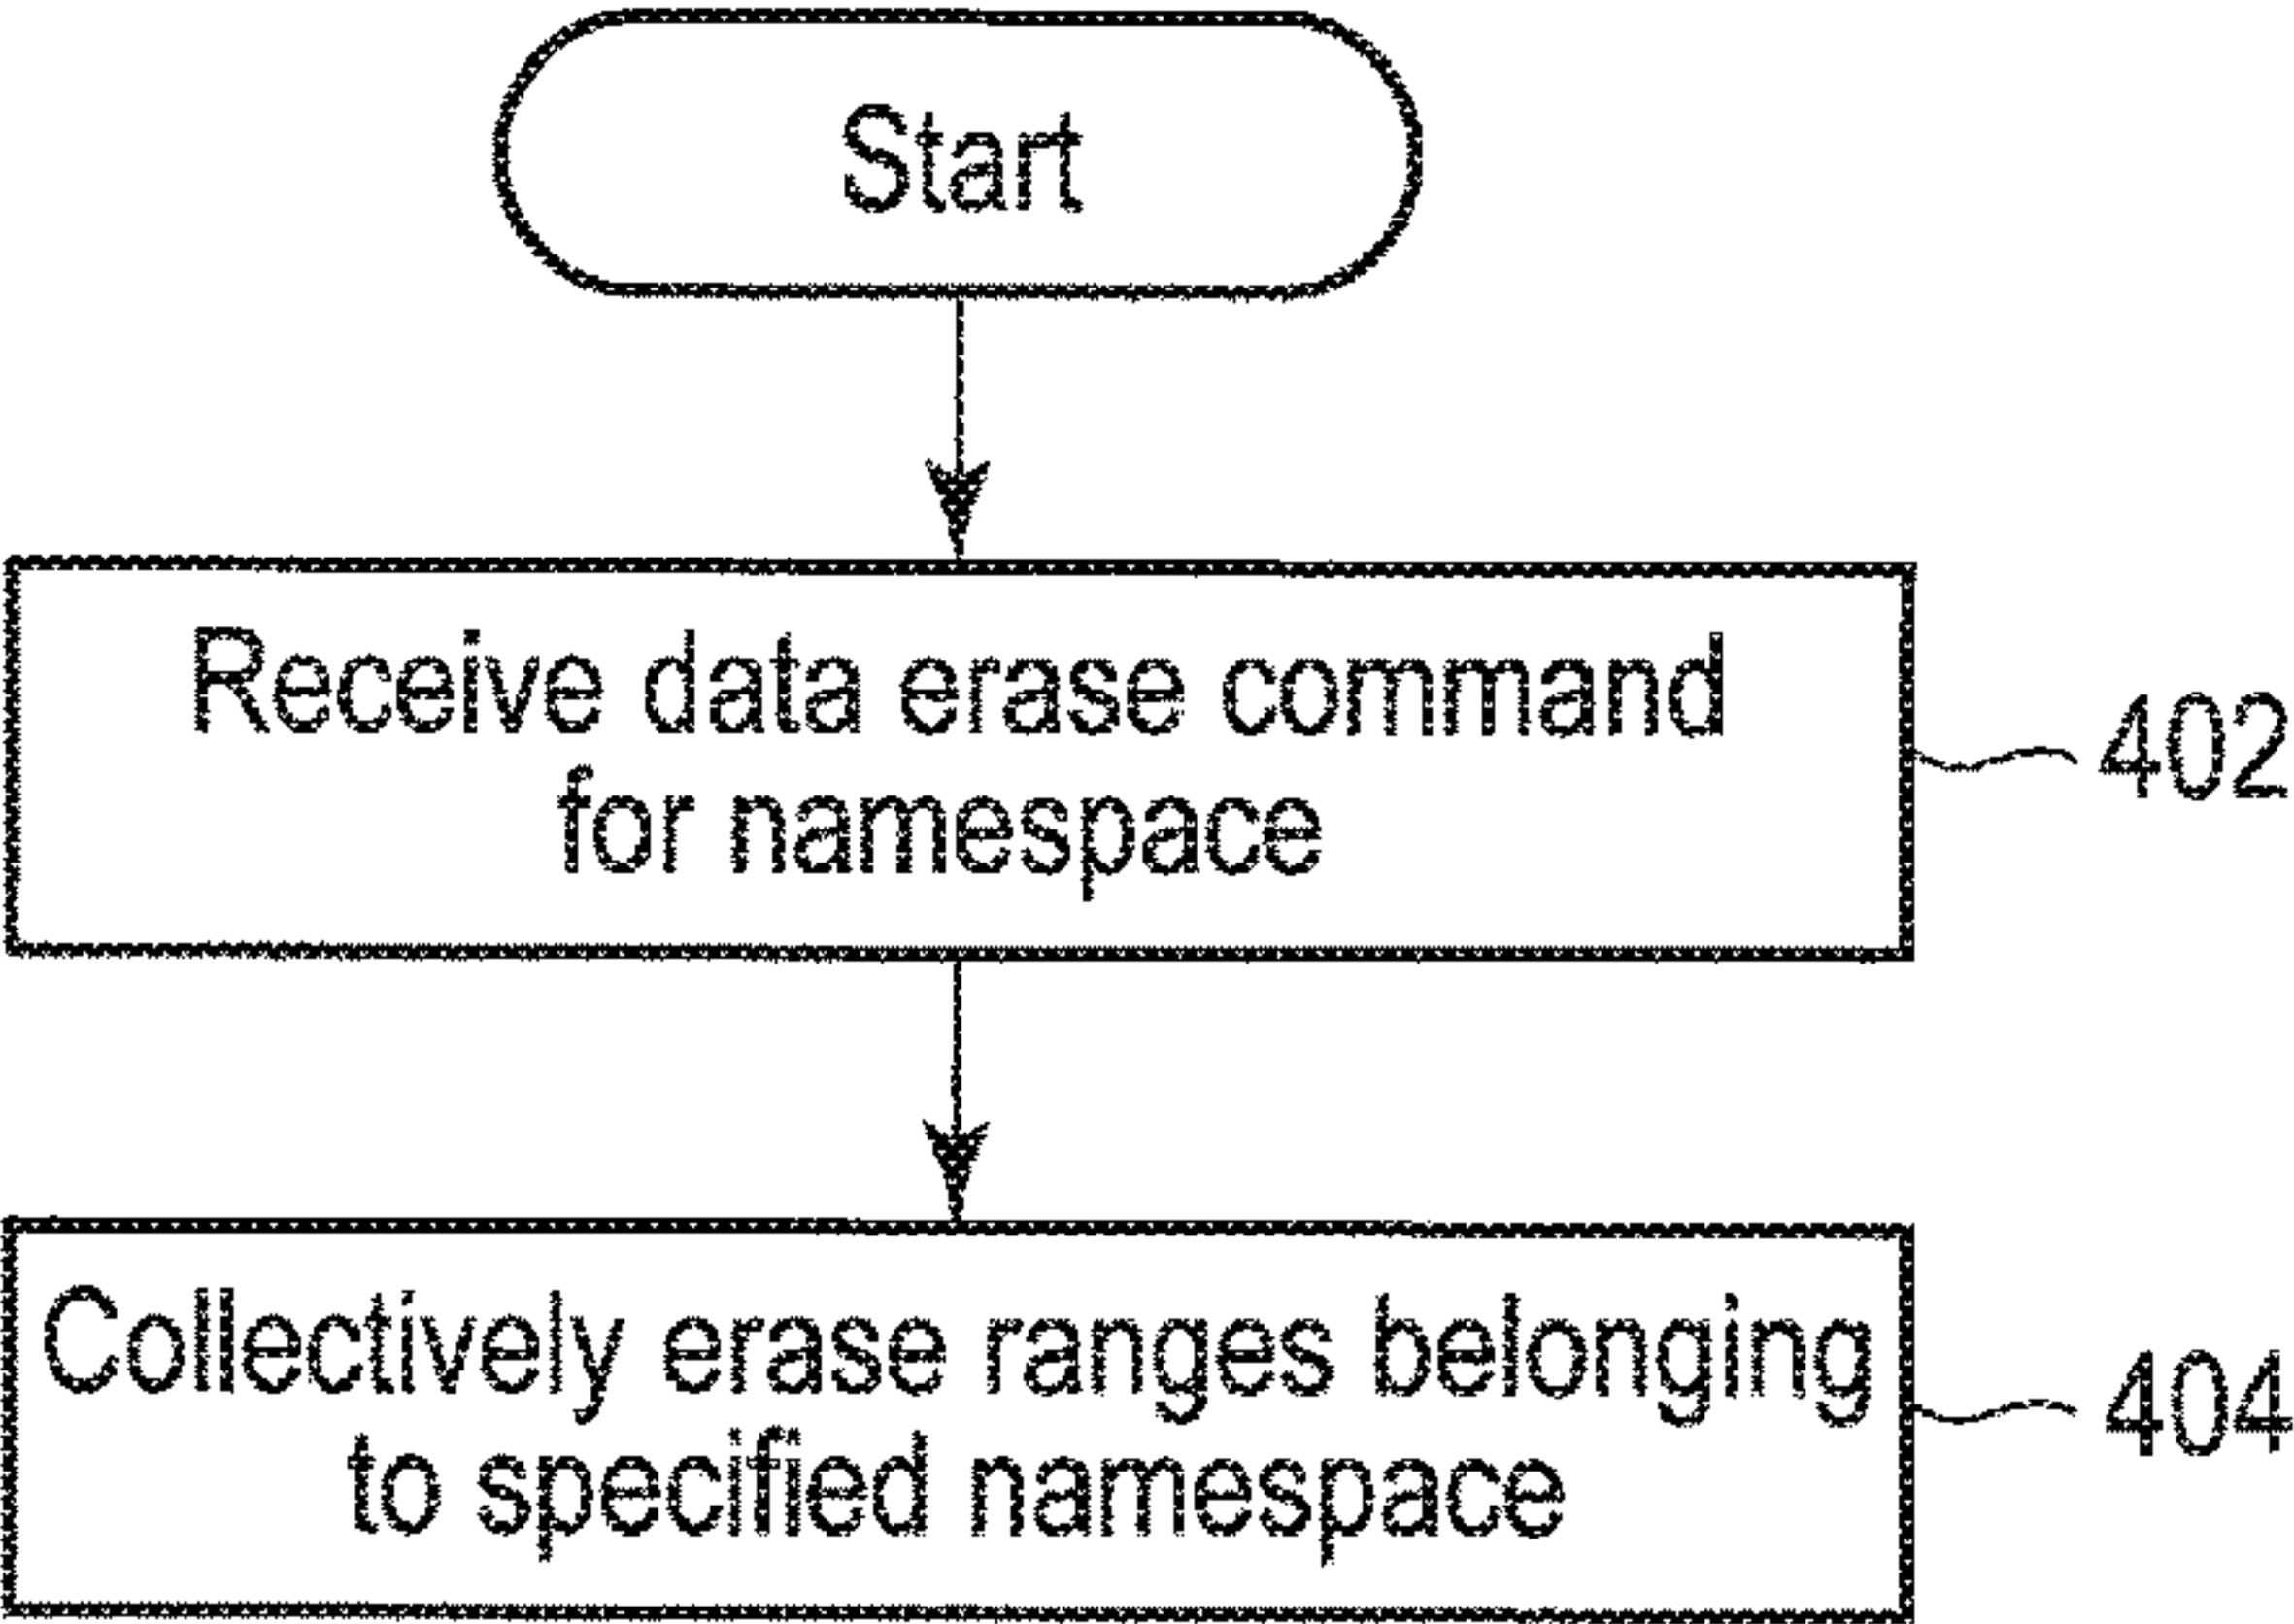 Start
Receive data erase command
for namespace
402
Collectively erase ranges belonging
to specified namespace
404